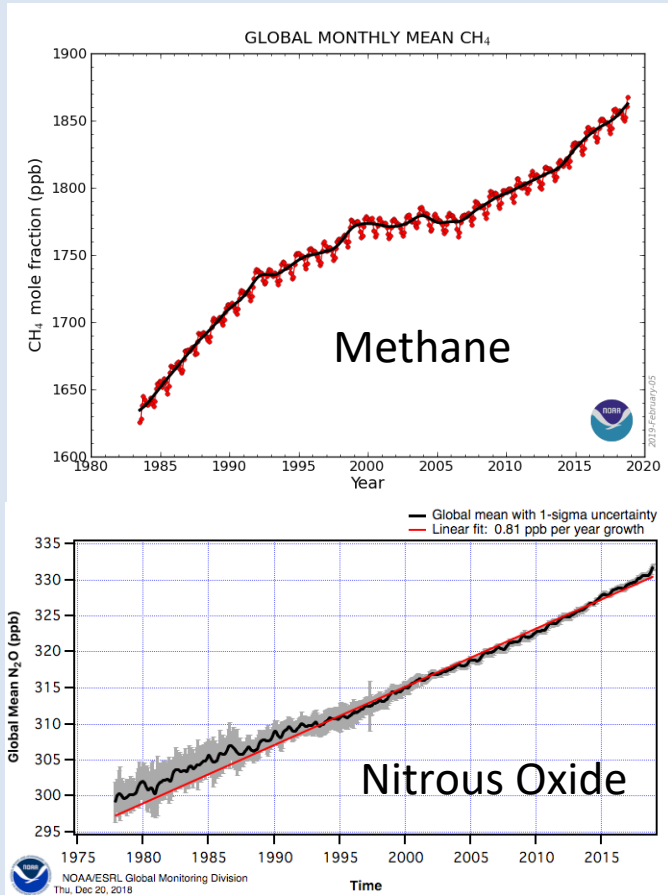 GLOBAL MONTHLY MEAN CH₄
1900
1850
1800
1750
1700
1650
1600
CH₄ mole fraction (ppb)
Methane
NOAA
2019-February-05
1980 1985 1990 1995 2000 2005 2010 2015 2020
Year
Global mean with 1-sigma uncertainty
Linear fit: 0.81 ppb per year growth
335
330
325
320
315
310
305
300
295
Global Mean N₂O (ppb)
Nitrous Oxide
1975 1980 1985 1990 1995 2000 2005 2010 2015
Time
NOAA
NOAA/ESRL Global Monitoring Division
Thu, Dec 20, 2018